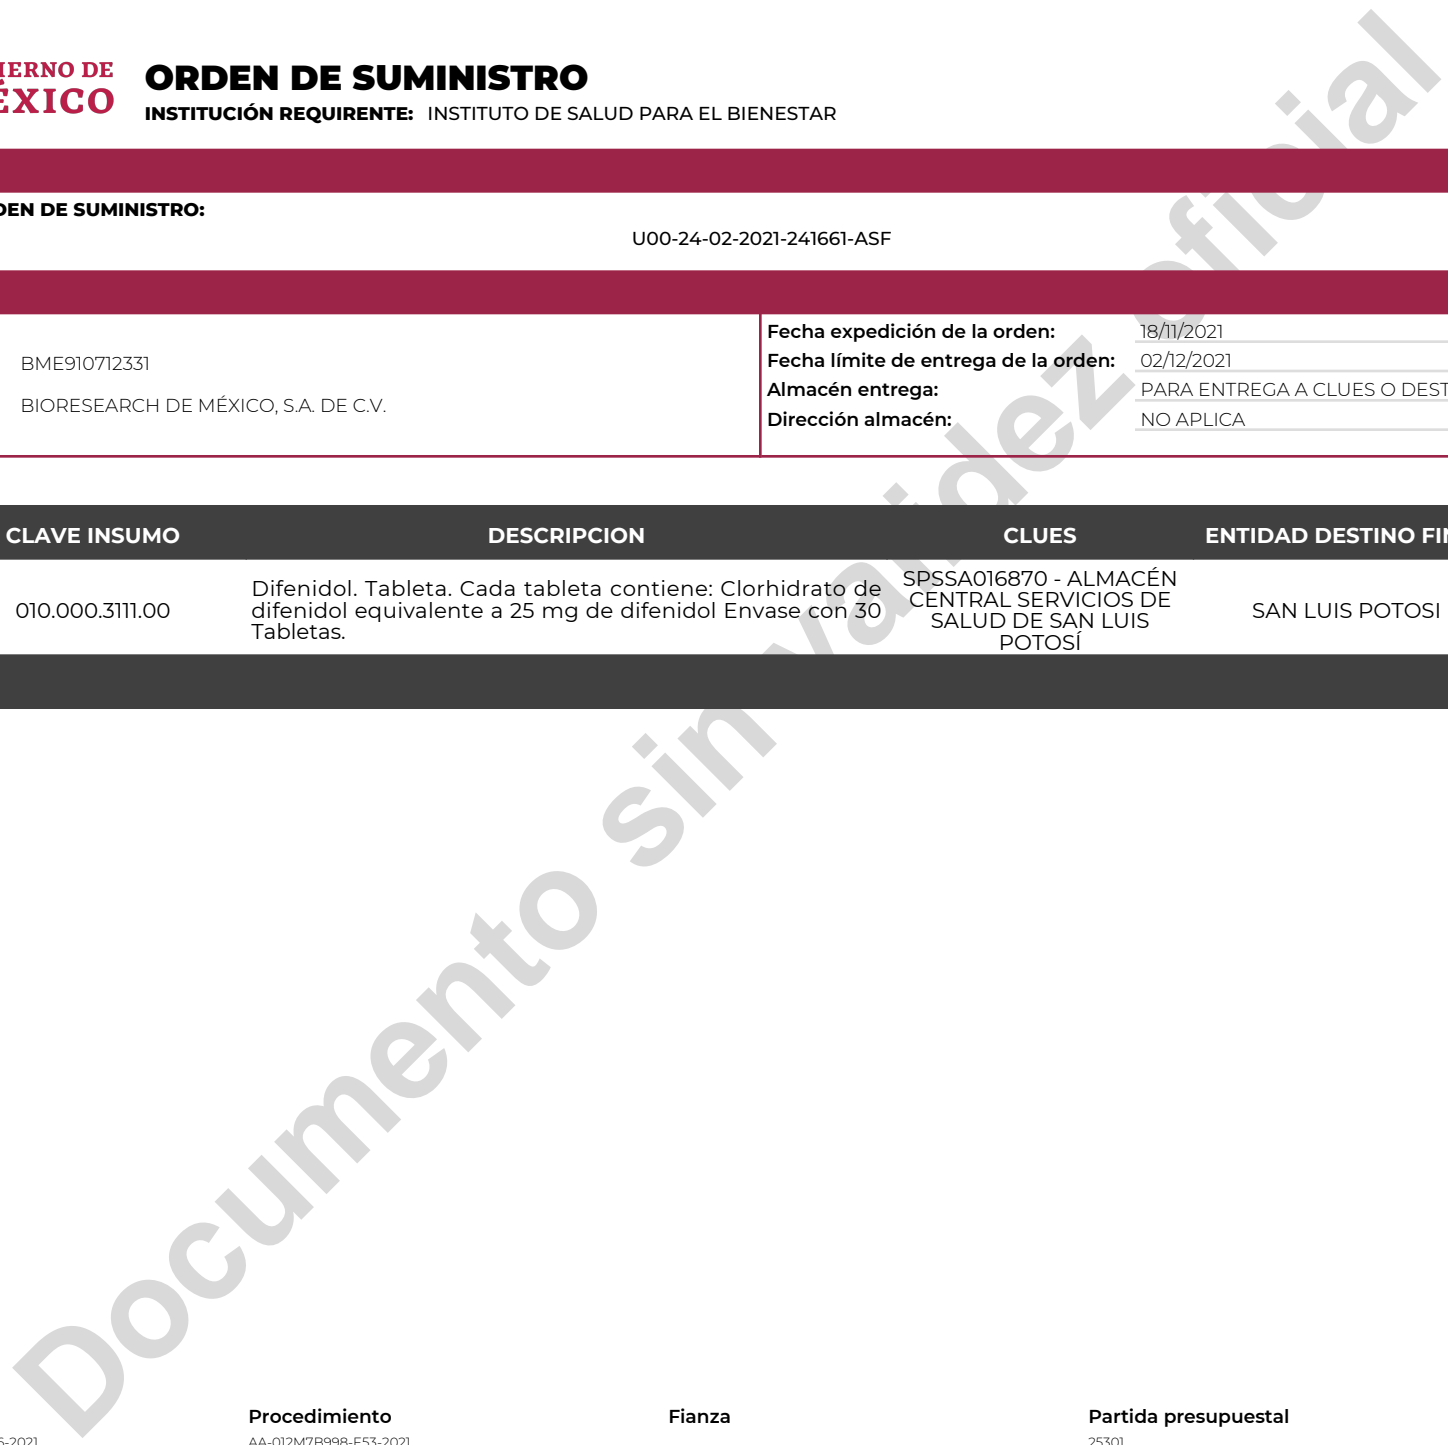 ORDEN DE SUMINISTRO
INSTITUCIÓN REQUIRENTE: INSTITUTO DE SALUD PARA EL BIENESTAR
DE
DE SUMINISTRO:
U00-24-02-2021-241661-ASF
BME910712331
BIORESEARCH DE MÉXICO, S.A. DE C.V.
Fecha expedición de la orden: 18/11/2021
Fecha límite de entrega de la orden: 02/12/2021
Almacén entrega: PARA ENTREGA A CLUES O
Dirección almacén: NO APLICA
CLAVE INSUMO DESCRIPCION CLUES ENTIDAD DESTINO
010.000.3111.00
Difenidol. Tableta. Cada tableta contiene: Clorhidrato de
difenidol equivalente a 25 mg de difenidol Envase con 30
Tabletas.
SPSSA016870 - ALMACÉN
CENTRAL SERVICIOS DE
SALUD DE SAN LUIS
POTOSÍ
SAN LUIS POTOSI
Documento sin validez oficial
Procedimiento Fianza Partida presupuestal
AA-012M7B998-E53-2021 25301